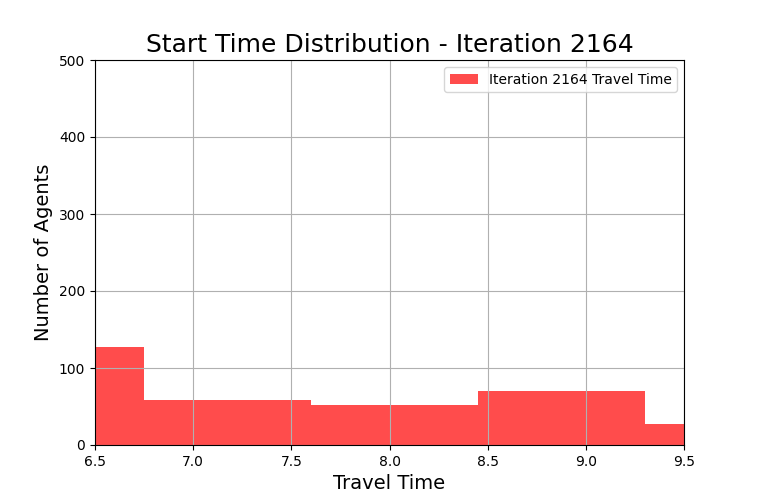 Start Time Distribution - Iteration 2164
Iteration 2164 Travel Time
Number of Agents
500
400
300
200
100
0
6.5 7.0 7.5 8.0 8.5 9.0 9.5
Travel Time